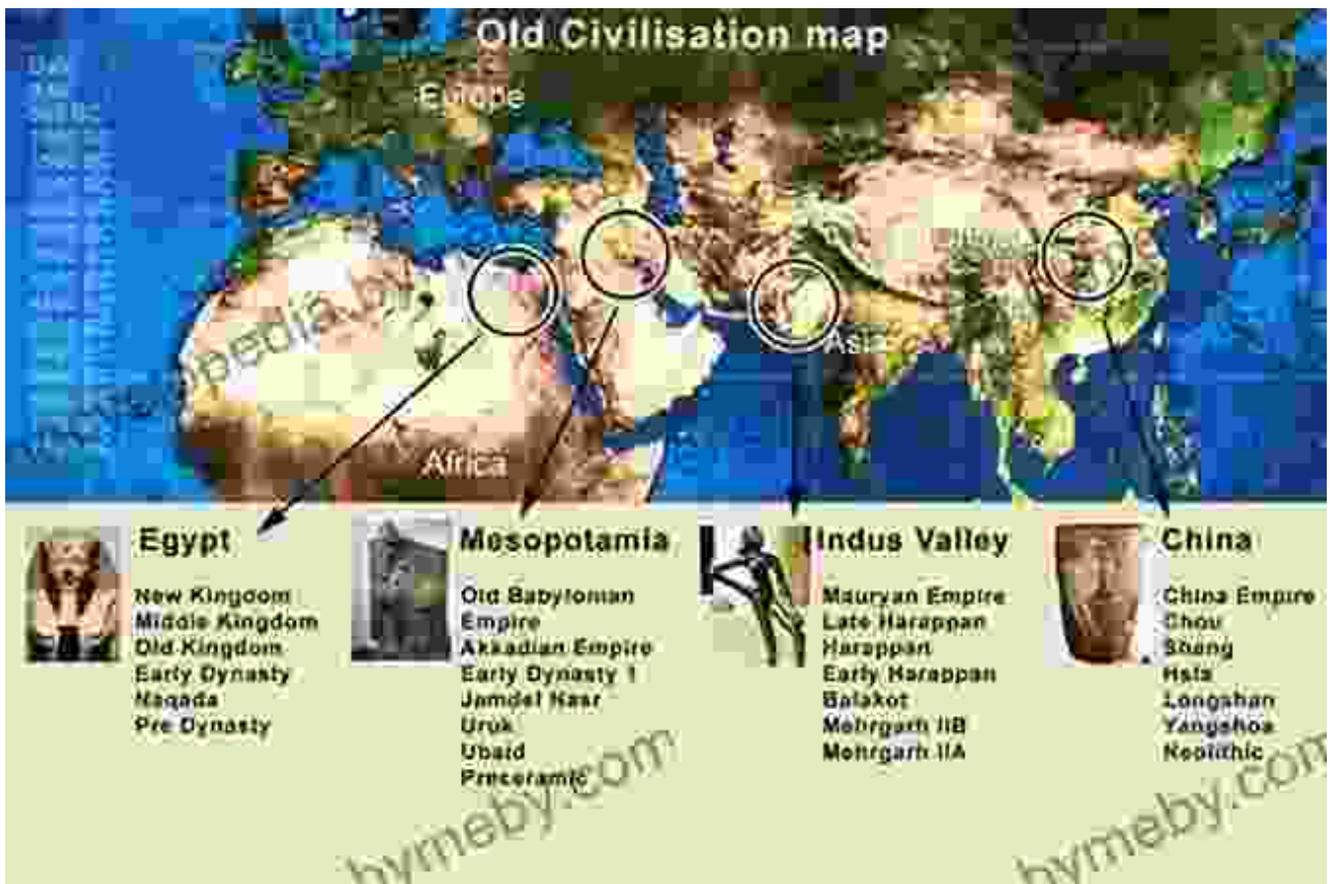 Old Civilisation map
Europe
Asia
Africa
Egypt
New Kingdom
Middle Kingdom
Old Kingdom
Early Dynasty
Naqada
Pre Dynasty
Mesopotamia
Old Babylonian
Empire
Akkadian Empire
Early Dynasty 1
Jamdel Nasr
Uruk
Ubaid
Preceramic
Indus Valley
Mauryan Empire
Late Harappan
Harappan
Early Harappan
Balakot
Mehrgarh IIB
Mehrgarh IIA
China
China Empire
Chou
Shang
Hsia
Longshan
Yangshoa
Neolithic
bymeby.com
bymeby.com